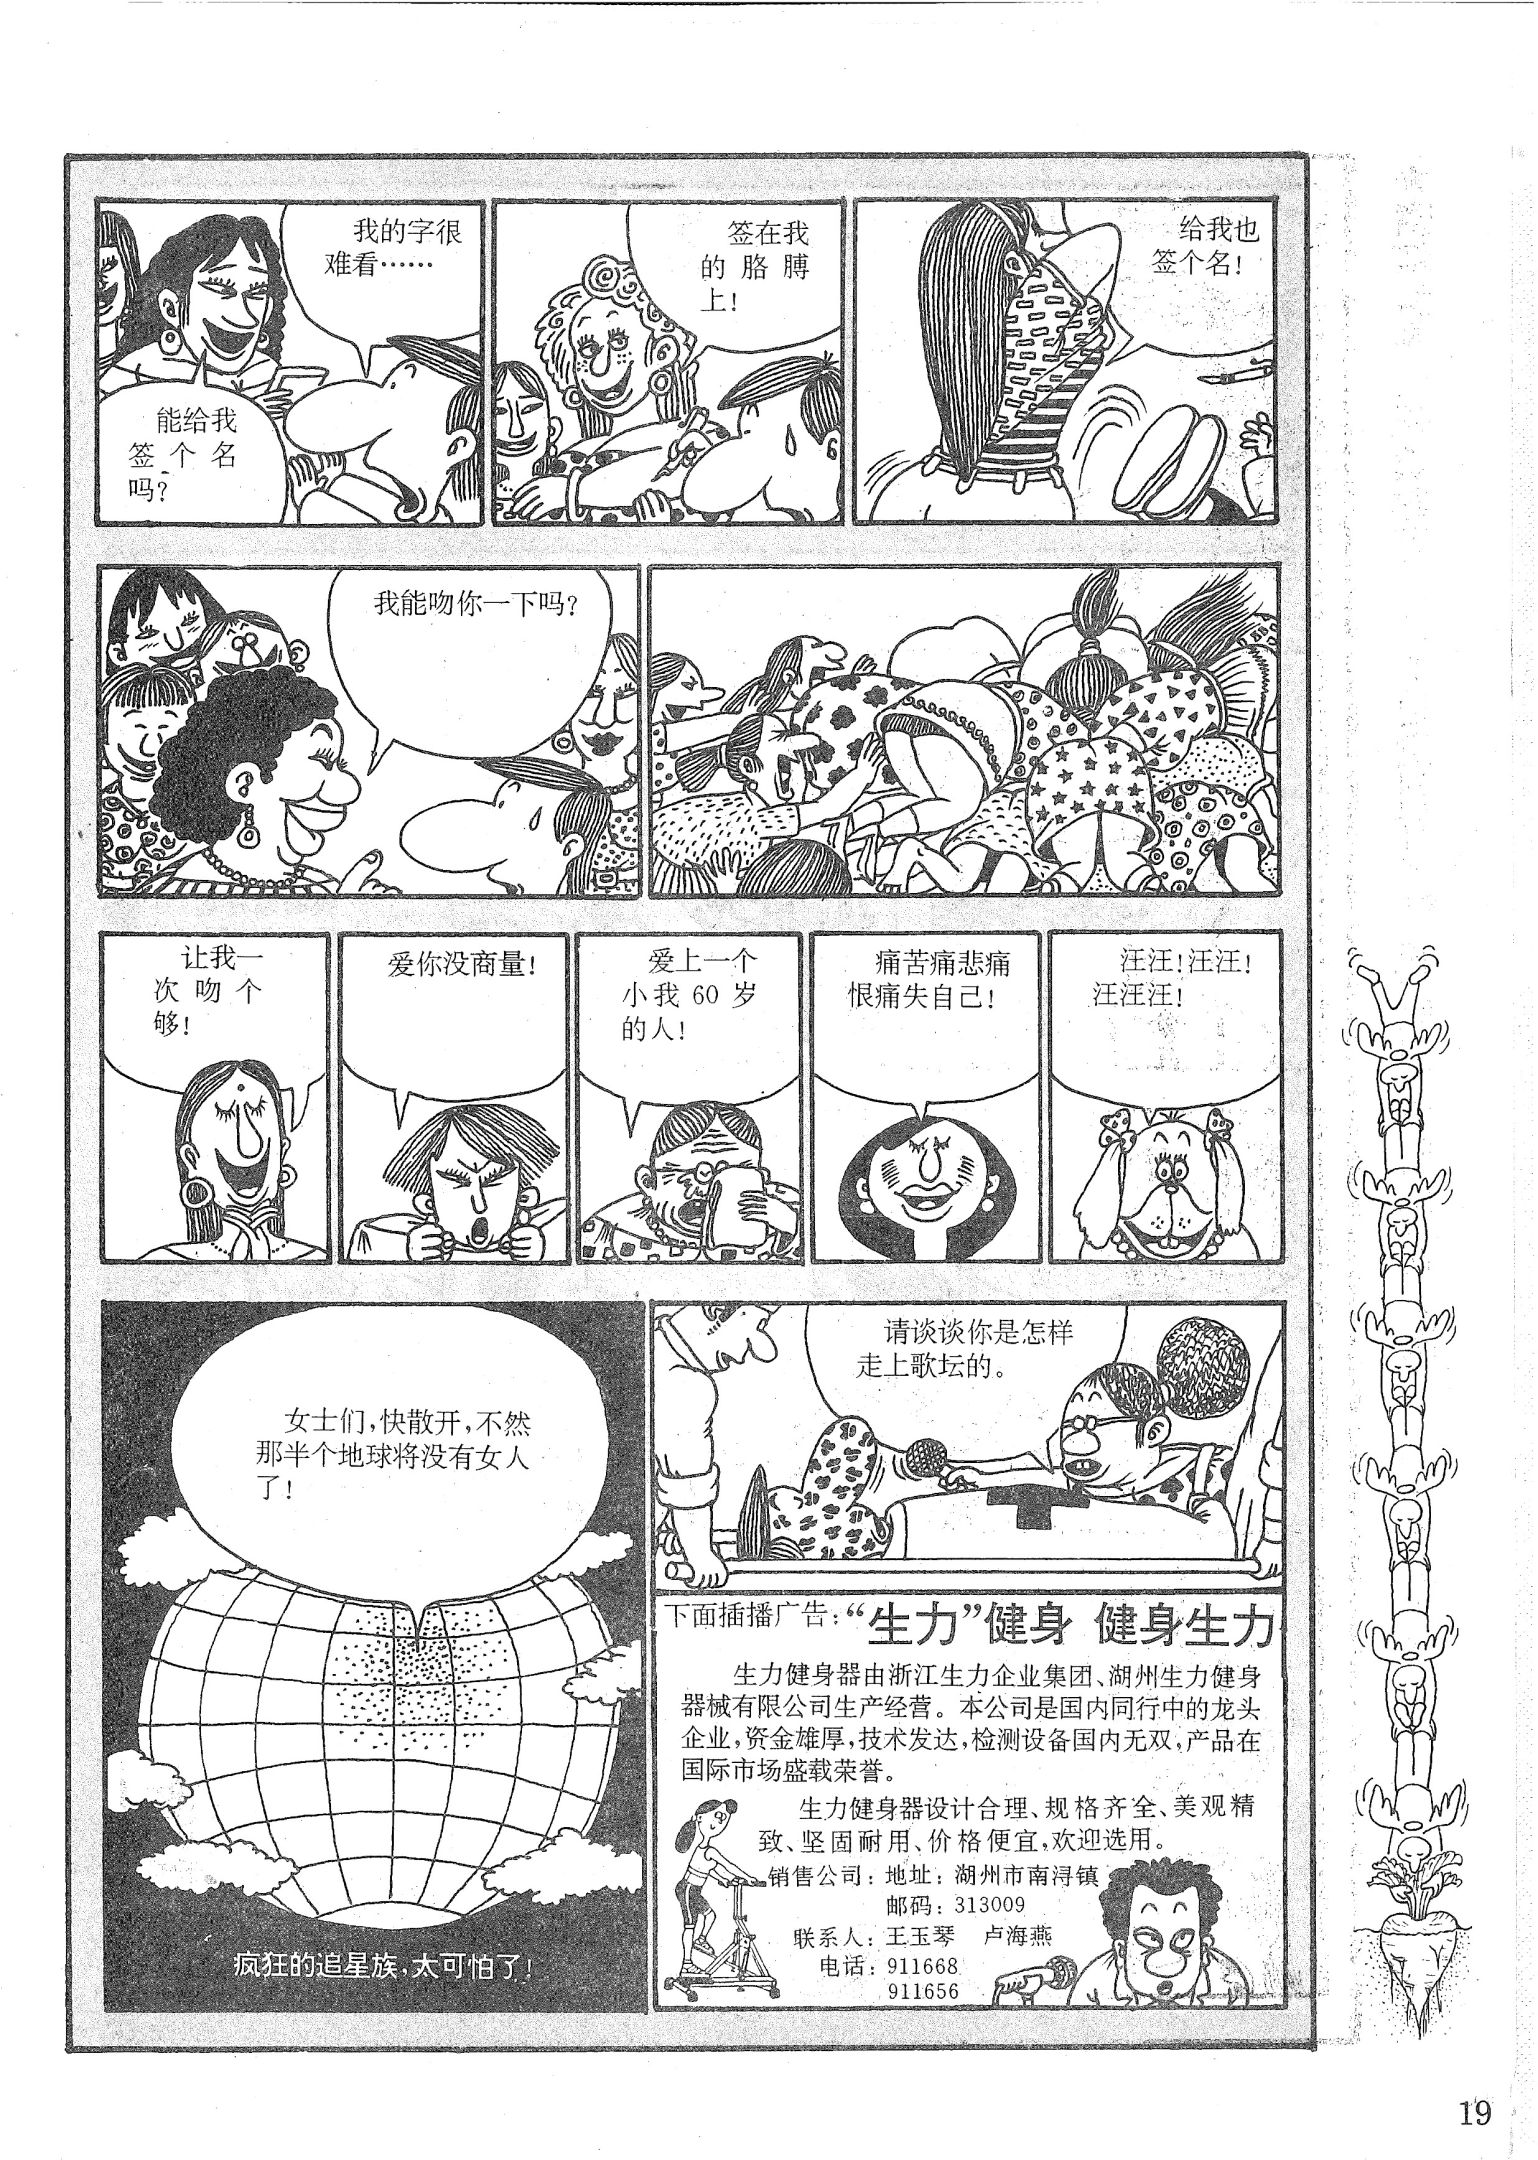 能给我
签个名
吗?
我的字很
难看……
签在我
的胳膊
上!
给我也
签个名!
我能吻你一下吗?
让我一
次吻个
够!
爱你没商量!
爱上一个
小我60岁
的人!
痛苦痛悲痛
恨痛失自己!
汪汪!汪汪!
汪汪汪!
女士们,快散开,不然
那半个地球将没有女人
了!
疯狂的追星族,太可怕了!
请谈谈你是怎样
走上歌坛的。
下面插播广告:“生力”健身 健身生力
生力健身器由浙江生力企业集团、湖州生力健身
器械有限公司生产经营。本公司是国内同行中的龙头
企业,资金雄厚,技术发达,检测设备国内无双,产品在
国际市场盛载荣誉。
生力健身器设计合理、规格齐全、美观精
致、坚固耐用、价格便宜,欢迎选用。
销售公司:地址:湖州市南浔镇
邮码:313009
联系人:王玉琴 卢海燕
电话:911668
911656
19